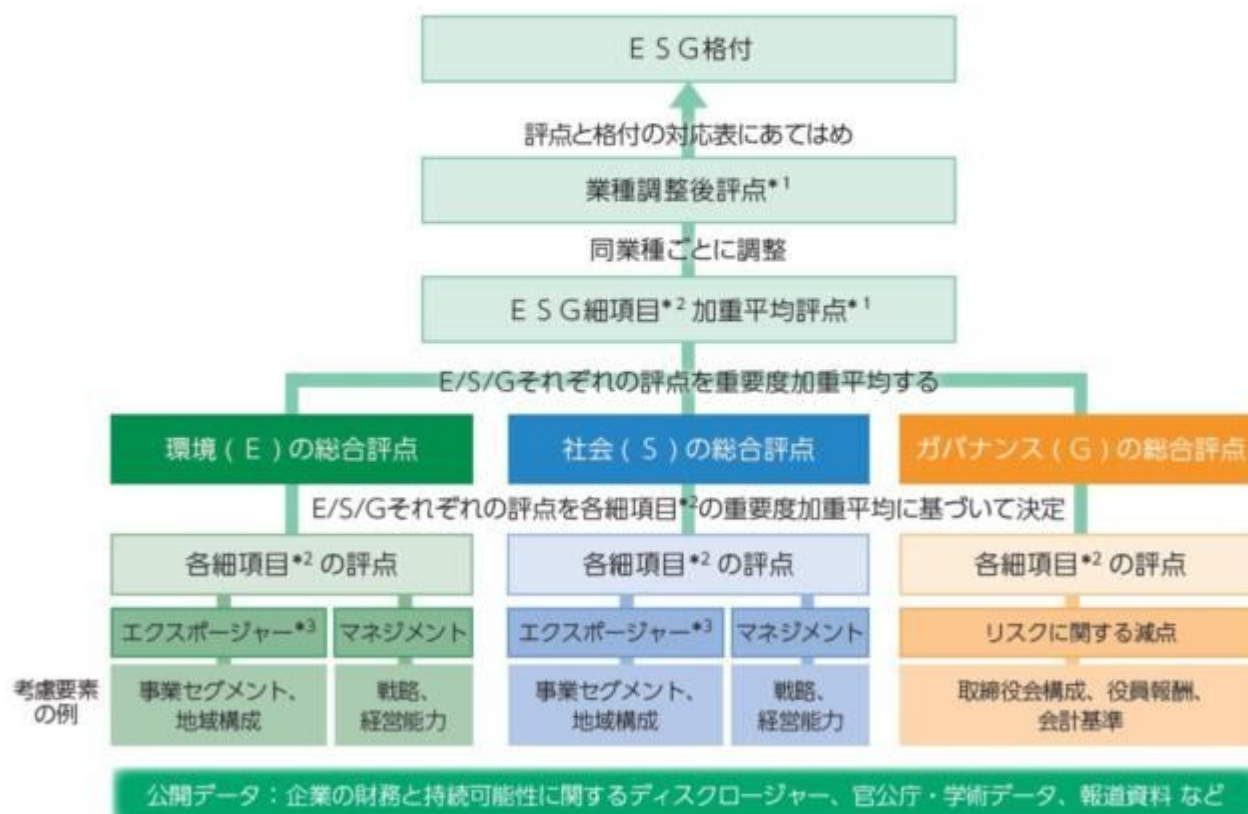 ＥＳＧ格付
評点と格付の対応表にあてはめ
業種調整後評点*1
同業種ごとに調整
ＥＳＧ細項目*2 加重平均評点*1
E/S/Gそれぞれの評点を重要度加重平均する
環境(Ｅ)の総合評点
社会(Ｓ)の総合評点
ガバナンス(Ｇ)の総合評点
E/S/Gそれぞれの評点を各細項目*2の重要度加重平均に基づいて決定
各細項目*2 の評点
各細項目*2 の評点
各細項目*2 の評点
エクスポージャー*3
マネジメント
エクスポージャー*3
マネジメント
リスクに関する減点
考慮要素
の例
事業セグメント、
地域構成
戦略、
経営能力
事業セグメント、
地域構成
戦略、
経営能力
取締役会構成、役員報酬、
会計基準
公開データ：企業の財務と持続可能性に関するディスクロージャー、官公庁・学術データ、報道資料 など